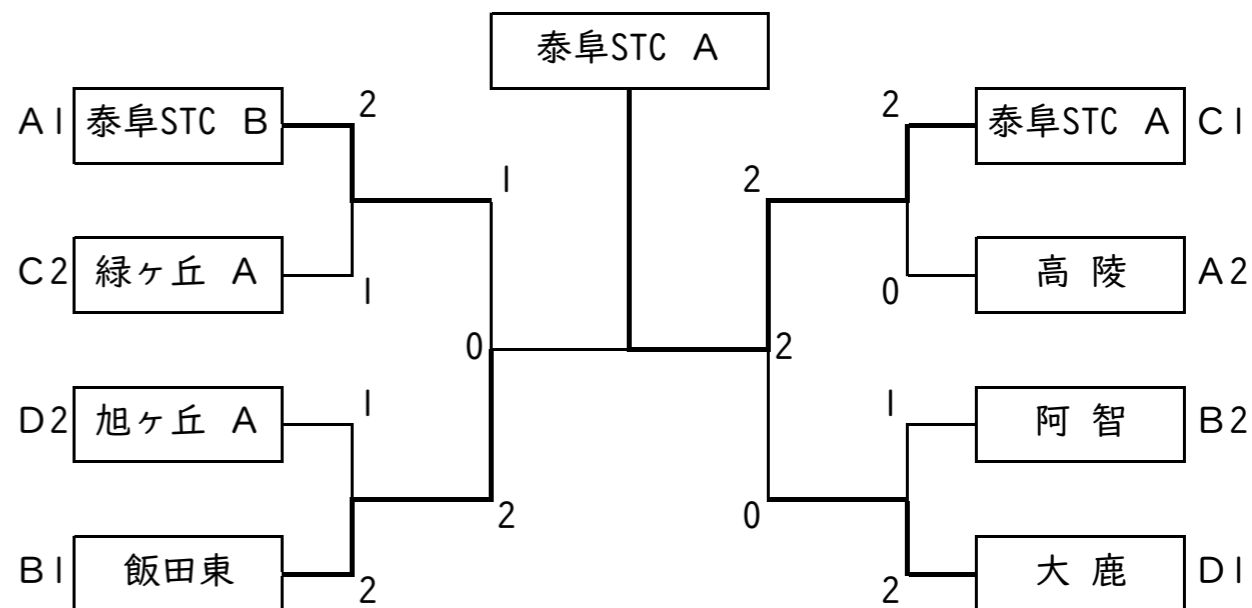 泰阜STC A
A1 泰阜STC B 2 2 泰阜STC A C1
1 2
C2 緑ヶ丘 A 1 0 高 陵 A2
0 2
D2 旭ヶ丘 A 1 1 阿 智 B2
2 0
B1 飯田東 2 2 大 鹿 D1